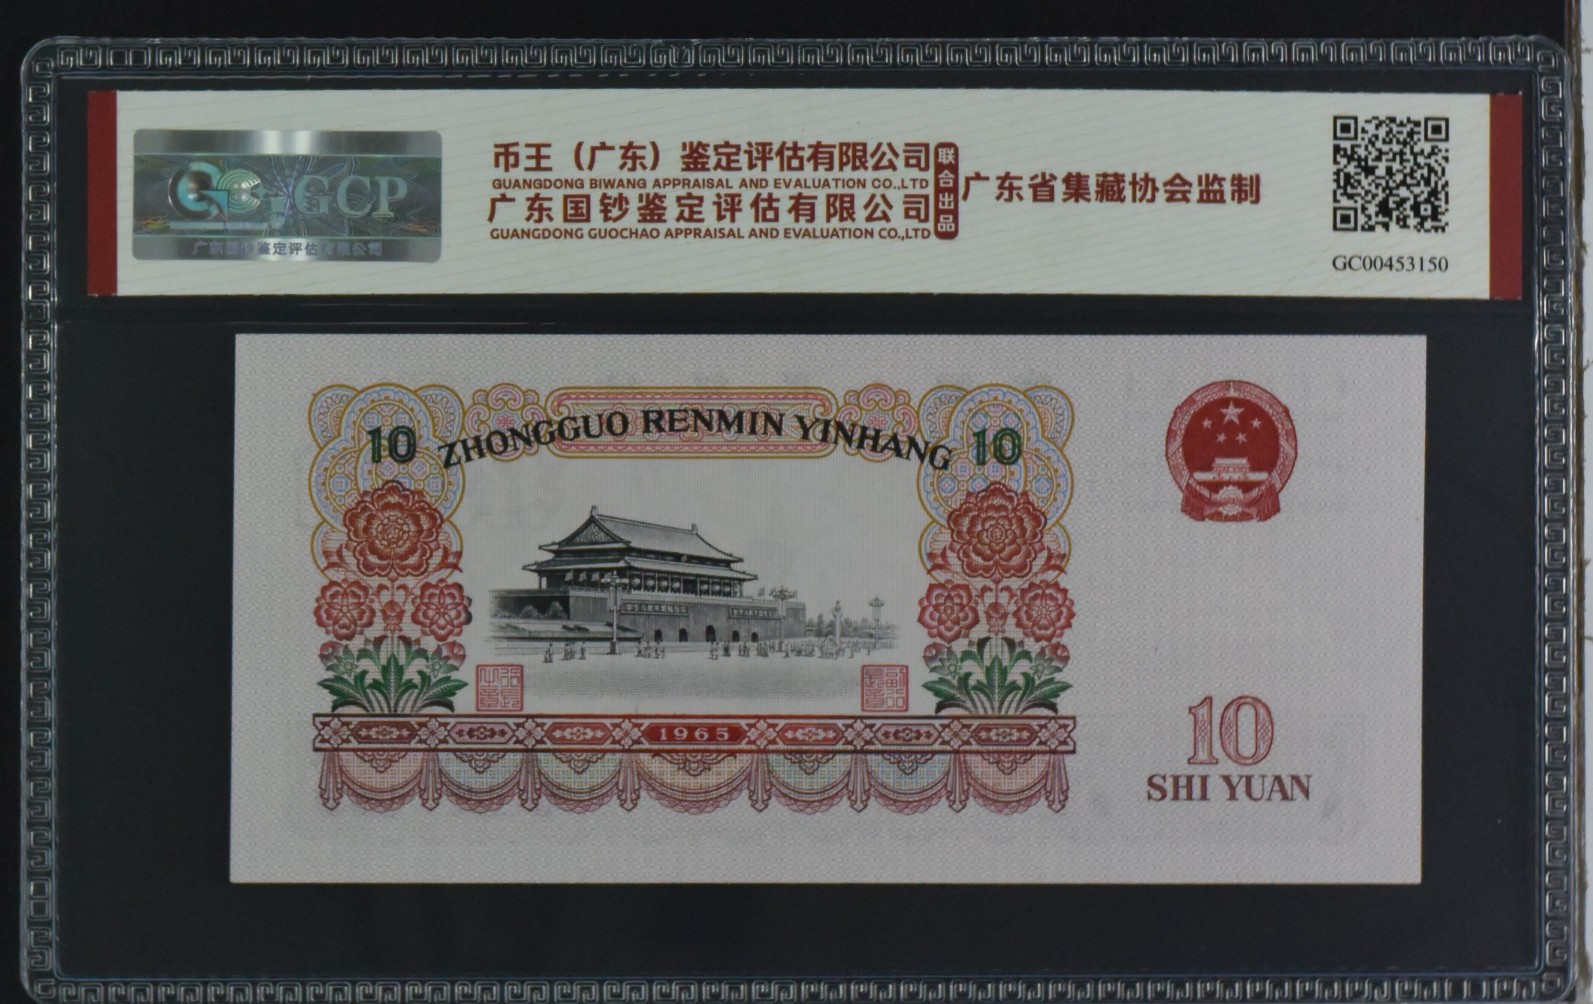 GCP
币王（广东）鉴定评估有限公司
GUANGDONG BIWANG APPRAISAL AND EVALUATION CO.,LTD
广东国钞鉴定评估有限公司
GUANGDONG GUOCHAO APPRAISAL AND EVALUATION CO.,LTD
联合出品
广东省集藏协会监制
GC00453150
广东国钞鉴定评估有限公司
10 ZHONGGUO RENMIN YINHANG 10
1965
10
SHI YUAN